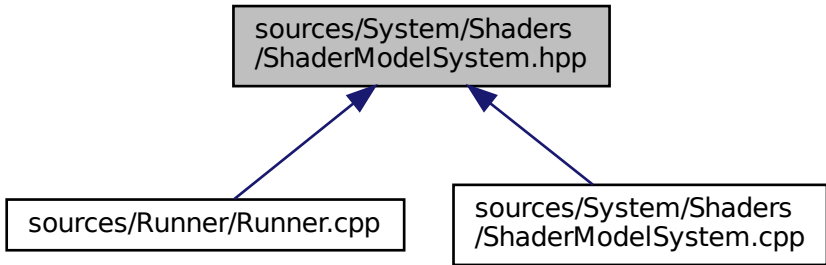 sources/System/Shaders
/ShaderModelSystem.hpp
sources/Runner/Runner.cpp
sources/System/Shaders
/ShaderModelSystem.cpp